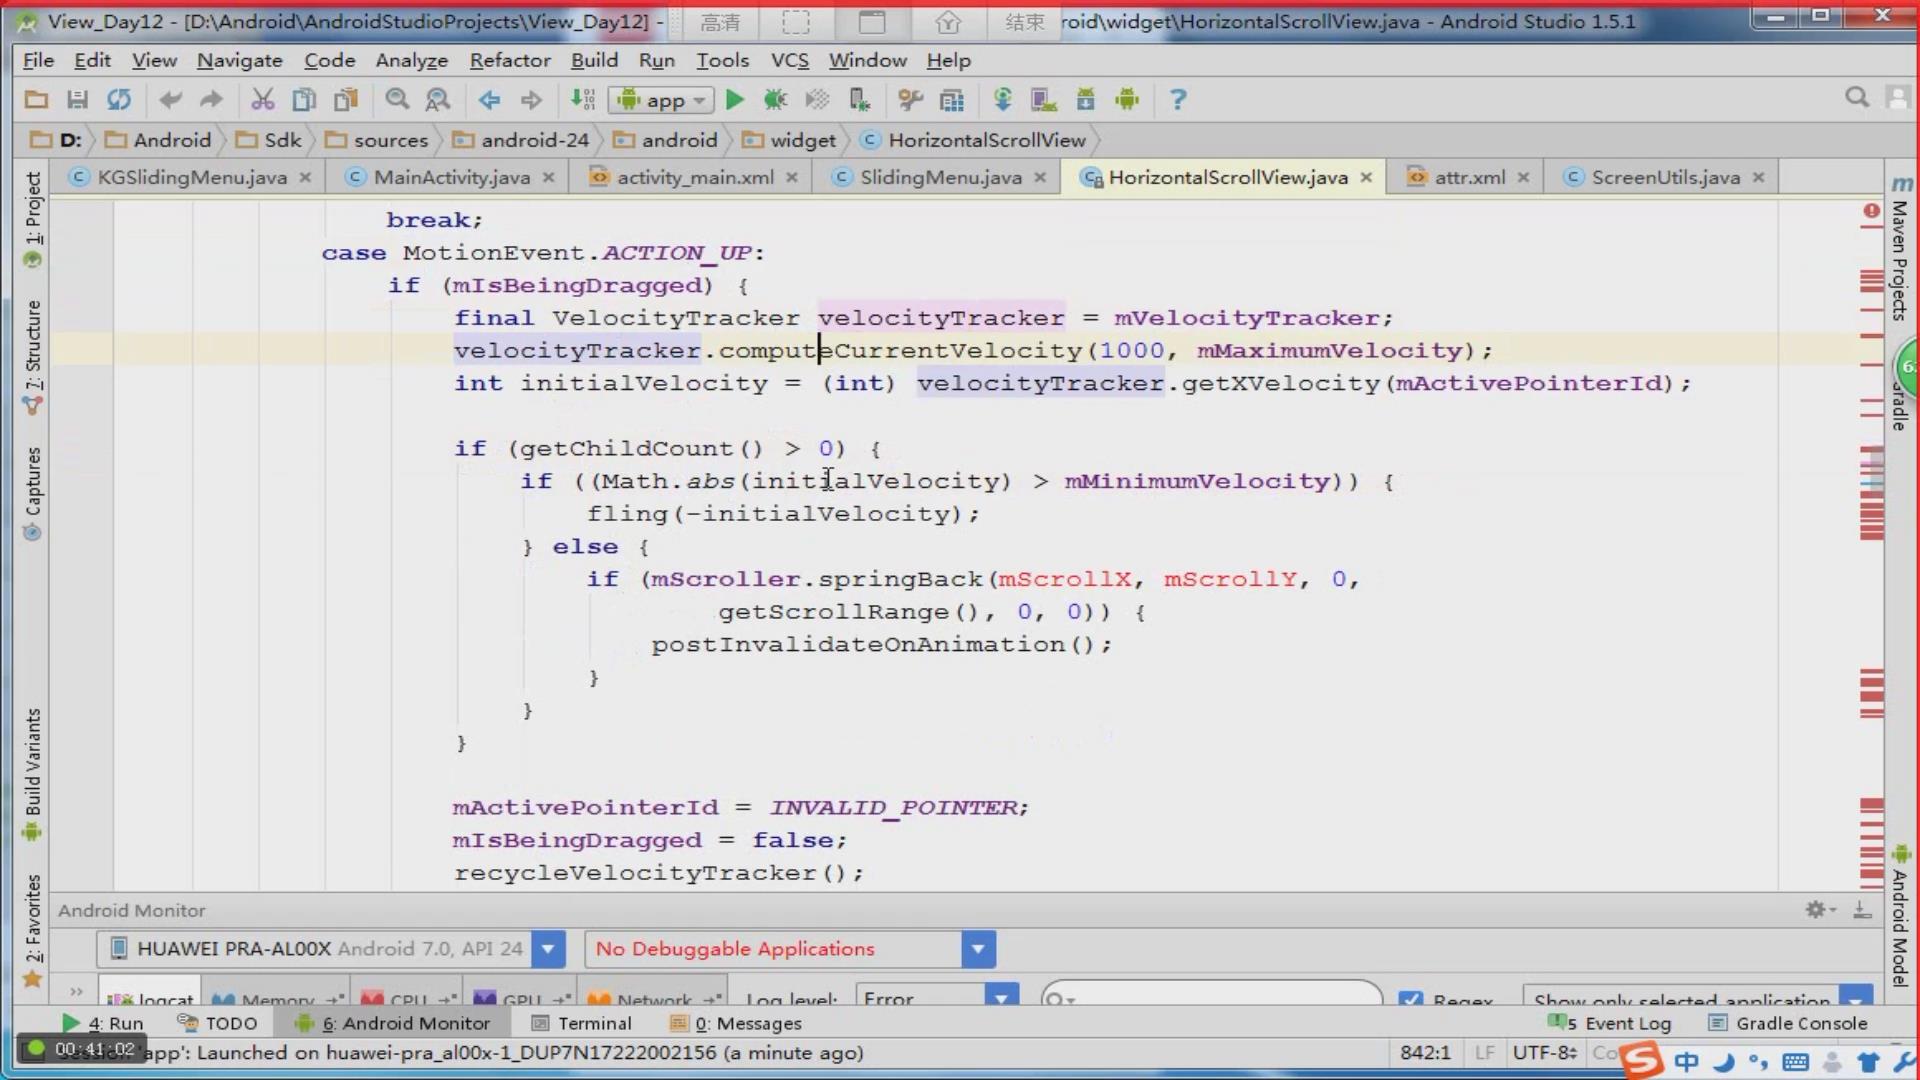 View_Day12 - [D:\Android\AndroidStudioProjects\View_Day12] -
高清
结束
roid\widget\HorizontalScrollView.java - Android Studio 1.5.1
File Edit View Navigate Code Analyze Refactor Build Run Tools VCS Window Help
app
D: Android Sdk sources android-24 android widget HorizontalScrollView
KGSlidingMenu.java MainActivity.java activity_main.xml SlidingMenu.java HorizontalScrollView.java attr.xml ScreenUtils.java
1: Project
7: Structure
Captures
Build Variants
2: Favorites
break;
case MotionEvent.ACTION_UP:
if (mIsBeingDragged) {
final VelocityTracker velocityTracker = mVelocityTracker;
velocityTracker.computeCurrentVelocity(1000, mMaximumVelocity);
int initialVelocity = (int) velocityTracker.getXVelocity(mActivePointerId);
if (getChildCount() > 0) {
if ((Math.abs(initialVelocity) > mMinimumVelocity)) {
fling(-initialVelocity);
} else {
if (mScroller.springBack(mScrollX, mScrollY, 0,
getScrollRange(), 0, 0)) {
postInvalidateOnAnimation();
}
}
}
mActivePointerId = INVALID_POINTER;
mIsBeingDragged = false;
recycleVelocityTracker();
Maven Projects
Gradle
Android Model
Android Monitor
HUAWEI PRA-AL00X Android 7.0, API 24
No Debuggable Applications
logcat Memory CPU GPU Network Log level: Error Regex Show only selected application
4: Run TODO 6: Android Monitor Terminal 0: Messages 5 Event Log Gradle Console
00:41:02 'app': Launched on huawei-pra_al00x-1_DUP7N17222002156 (a minute ago)
842:1 LF UTF-8 Co
中